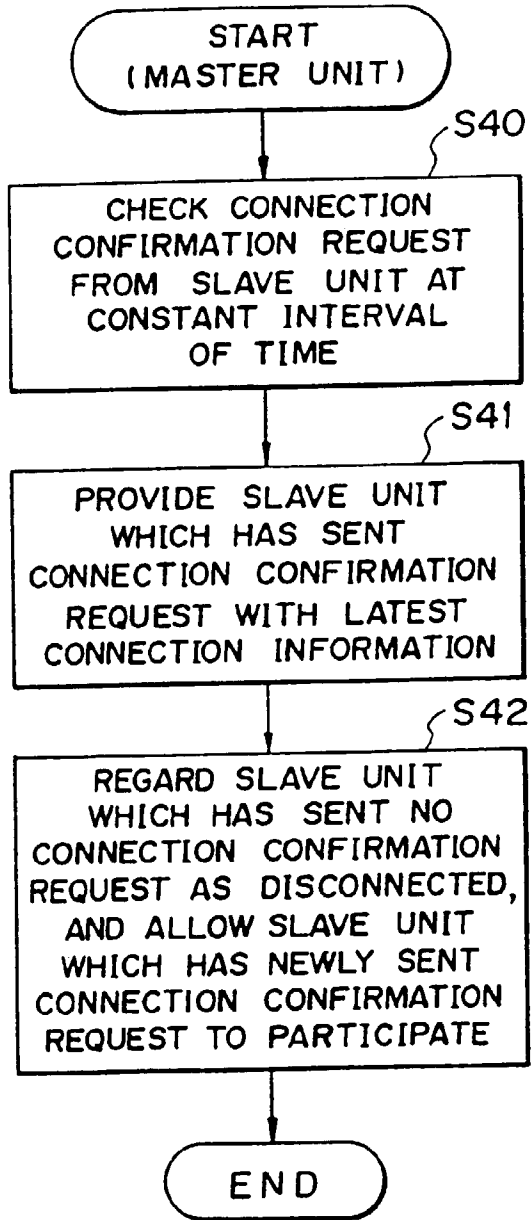 START
(MASTER UNIT)
S40
CHECK CONNECTION
CONFIRMATION REQUEST
FROM SLAVE UNIT AT
CONSTANT INTERVAL
OF TIME
S41
PROVIDE SLAVE UNIT
WHICH HAS SENT
CONNECTION CONFIRMATION
REQUEST WITH LATEST
CONNECTION INFORMATION
S42
REGARD SLAVE UNIT
WHICH HAS SENT NO
CONNECTION CONFIRMATION
REQUEST AS DISCONNECTED,
AND ALLOW SLAVE UNIT
WHICH HAS NEWLY SENT
CONNECTION CONFIRMATION
REQUEST TO PARTICIPATE
END